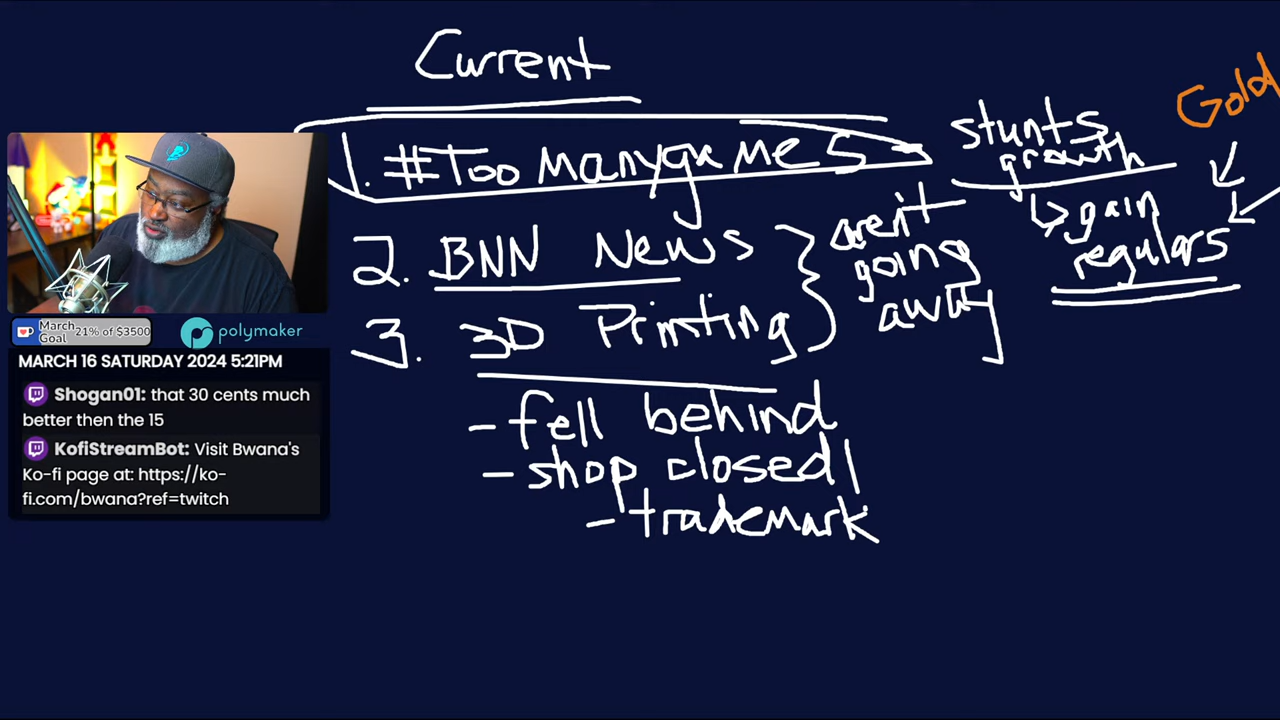 Current
1. #Toomanygames
stunts
growth
Gold
gain
regulars
2. BNN News
3. 3D Printing
aren't
going
away
- fell behind
- shop closed
- trademark
March
Goal
21% of $3500
polymaker
MARCH 16 SATURDAY 2024 5:21PM
Shogan01: that 30 cents much
better then the 15
KofiStreamBot: Visit Bwana's
Ko-fi page at: https://ko-
fi.com/bwana?ref=twitch